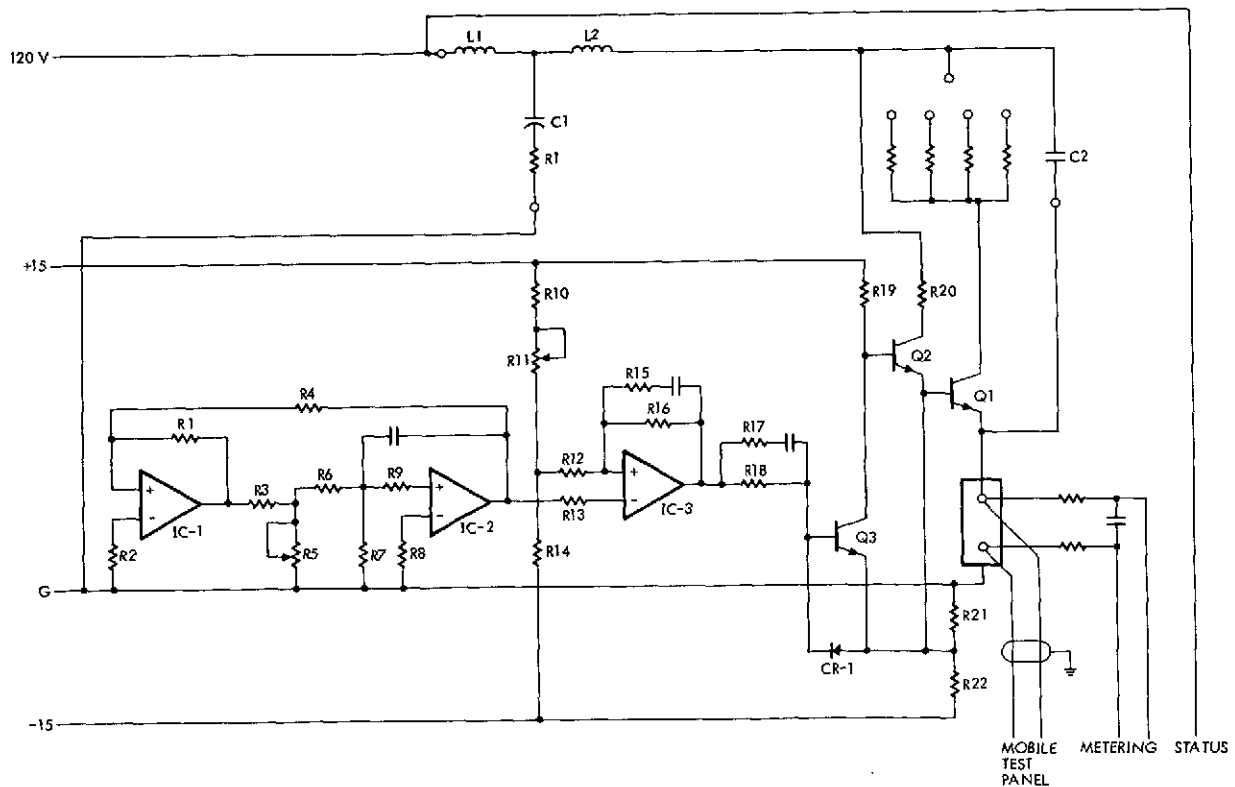 120 V
L1
L2
C1
R1
C2
+15
R10
R19
R20
R11
Q2
Q1
R4
R15
R1
R16
R17
R3
R6
R9
R12
R18
R13
IC-1
IC-2
IC-3
R2
R5
R7
R8
R14
Q3
G
R21
CR-1
R22
-15
MOBILE TEST PANEL
METERING
STATUS
+
-
+
-
+
-